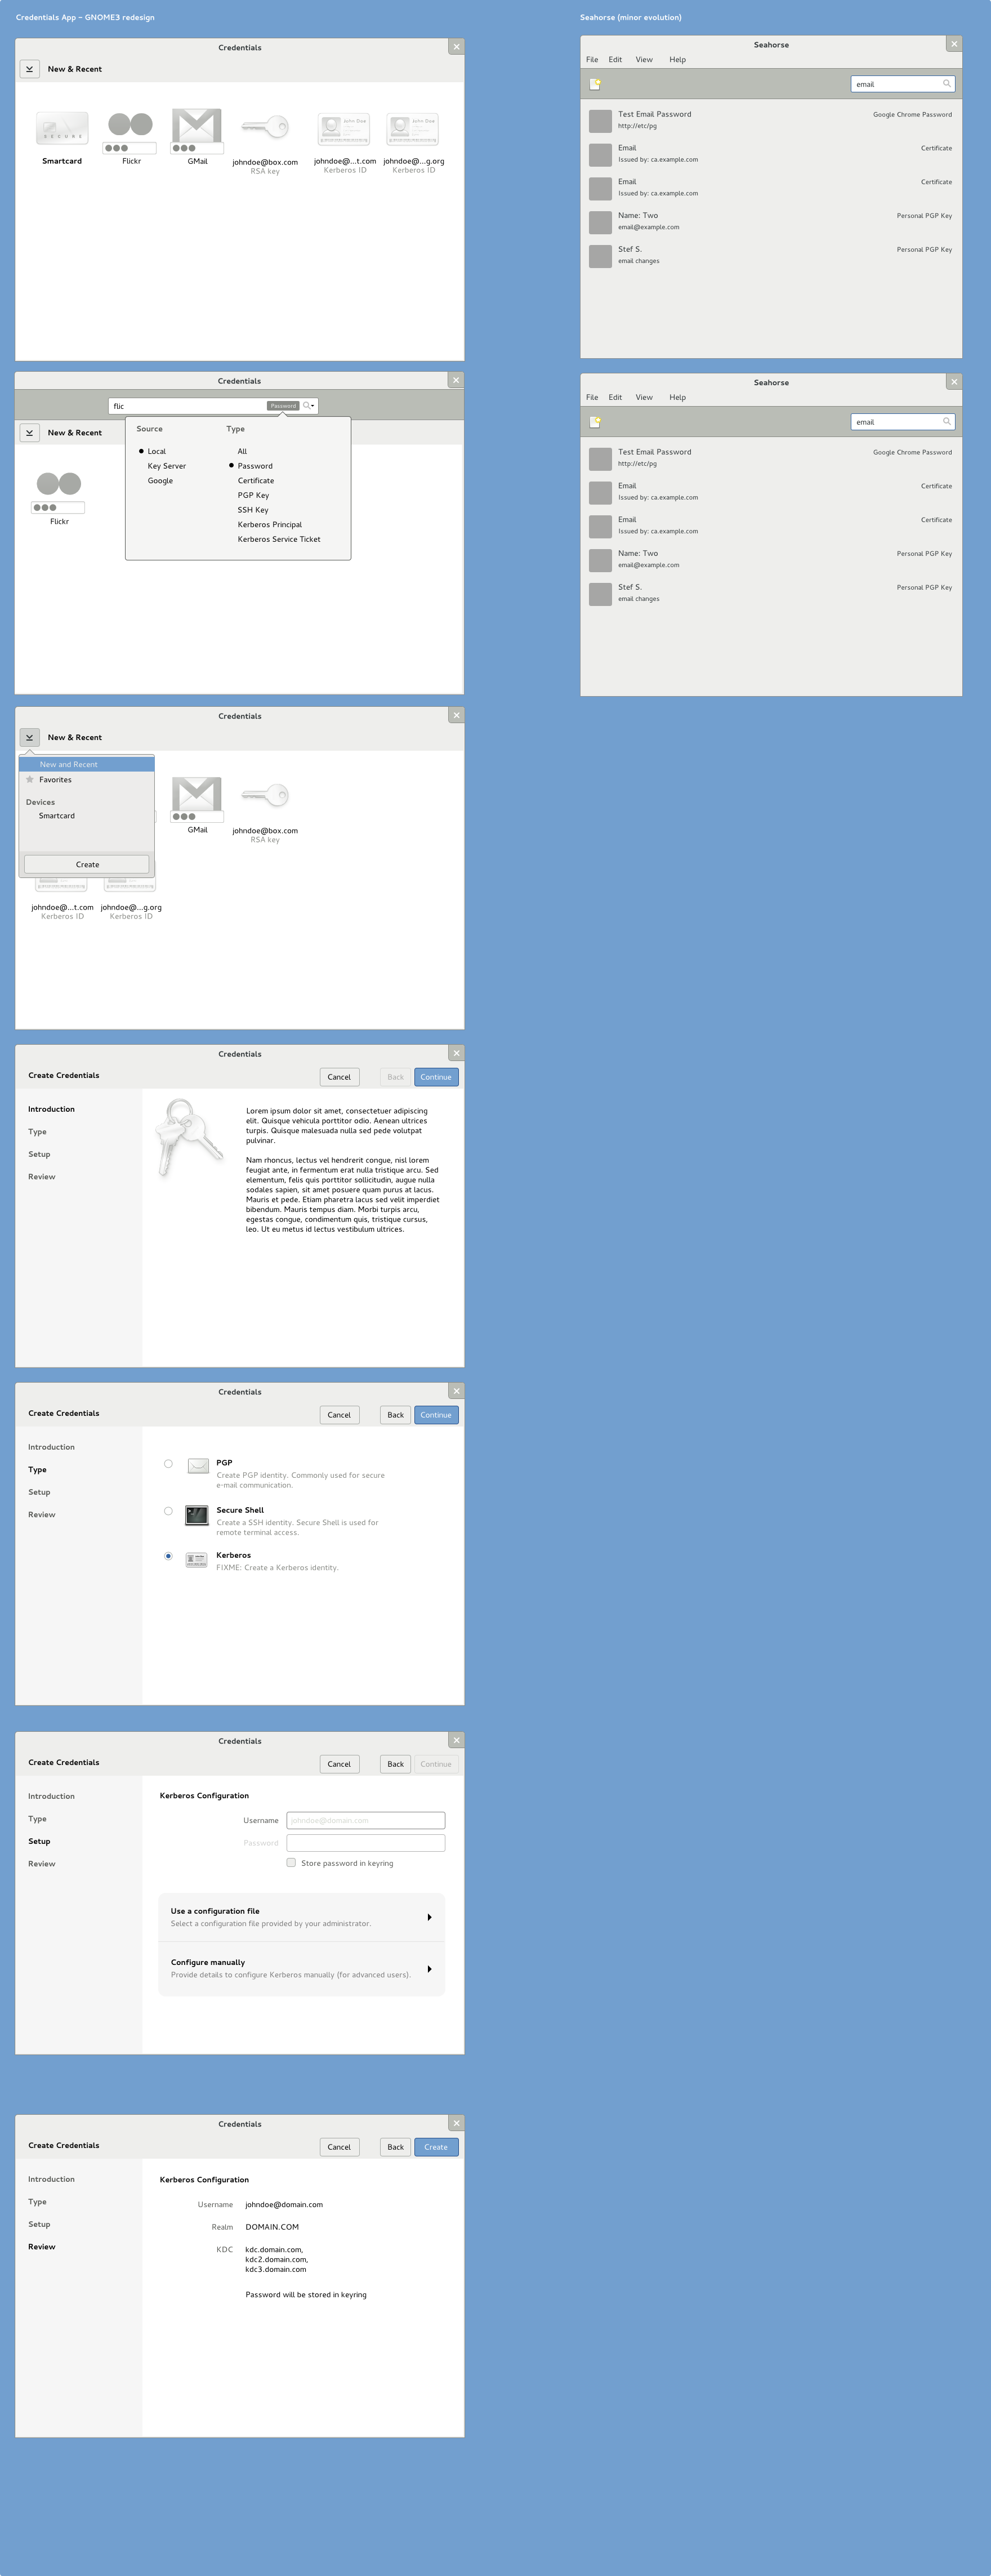 Credentials App – GNOME3 redesign
Credentials
New & Recent
SECURE
John Doe
John Doe
Smartcard
Flickr
GMail
johndoe@box.com
RSA key
johndoe@...t.com
Kerberos ID
johndoe@...g.org
Kerberos ID
Credentials
flic
Password
New & Recent
Source
Type
Local
Key Server
Google
All
Password
Certificate
PGP Key
SSH Key
Kerberos Principal
Kerberos Service Ticket
Flickr
Credentials
New & Recent
New and Recent
Favorites
Devices
Smartcard
Create
GMail
johndoe@box.com
RSA key
johndoe@...t.com
Kerberos ID
johndoe@...g.org
Kerberos ID
Credentials
Create Credentials
Cancel
Back
Continue
Introduction
Type
Setup
Review
Lorem ipsum dolor sit amet, consectetuer adipiscing
elit. Quisque vehicula porttitor odio. Aenean ultrices
turpis. Quisque malesuada nulla sed pede volutpat
pulvinar.
Nam rhoncus, lectus vel hendrerit congue, nisl lorem
feugiat ante, in fermentum erat nulla tristique arcu. Sed
elementum, felis quis porttitor sollicitudin, augue nulla
sodales sapien, sit amet posuere quam purus at lacus.
Mauris et pede. Etiam pharetra lacus sed velit imperdiet
bibendum. Mauris tempus diam. Morbi turpis arcu,
egestas congue, condimentum quis, tristique cursus,
leo. Ut eu metus id lectus vestibulum ultrices.
Credentials
Create Credentials
Cancel
Back
Continue
Introduction
Type
Setup
Review
PGP
Create PGP identity. Commonly used for secure
e-mail communication.
Secure Shell
Create a SSH identity. Secure Shell is used for
remote terminal access.
Kerberos
FIXME: Create a Kerberos identity.
Credentials
Create Credentials
Cancel
Back
Continue
Introduction
Type
Setup
Review
Kerberos Configuration
Username
johndoe@domain.com
Password
Store password in keyring
Use a configuration file
Select a configuration file provided by your administrator.
Configure manually
Provide details to configure Kerberos manually (for advanced users).
Credentials
Create Credentials
Cancel
Back
Create
Introduction
Type
Setup
Review
Kerberos Configuration
Username
johndoe@domain.com
Realm
DOMAIN.COM
KDC
kdc.domain.com,
kdc2.domain.com,
kdc3.domain.com
Password will be stored in keyring
Seahorse (minor evolution)
Seahorse
File Edit View Help
email
Test Email Password
Google Chrome Password
http://etc/pg
Email
Certificate
Issued by: ca.example.com
Email
Certificate
Issued by: ca.example.com
Name: Two
Personal PGP Key
email@example.com
Stef S.
Personal PGP Key
email changes
Seahorse
File Edit View Help
email
Test Email Password
Google Chrome Password
http://etc/pg
Email
Certificate
Issued by: ca.example.com
Email
Certificate
Issued by: ca.example.com
Name: Two
Personal PGP Key
email@example.com
Stef S.
Personal PGP Key
email changes